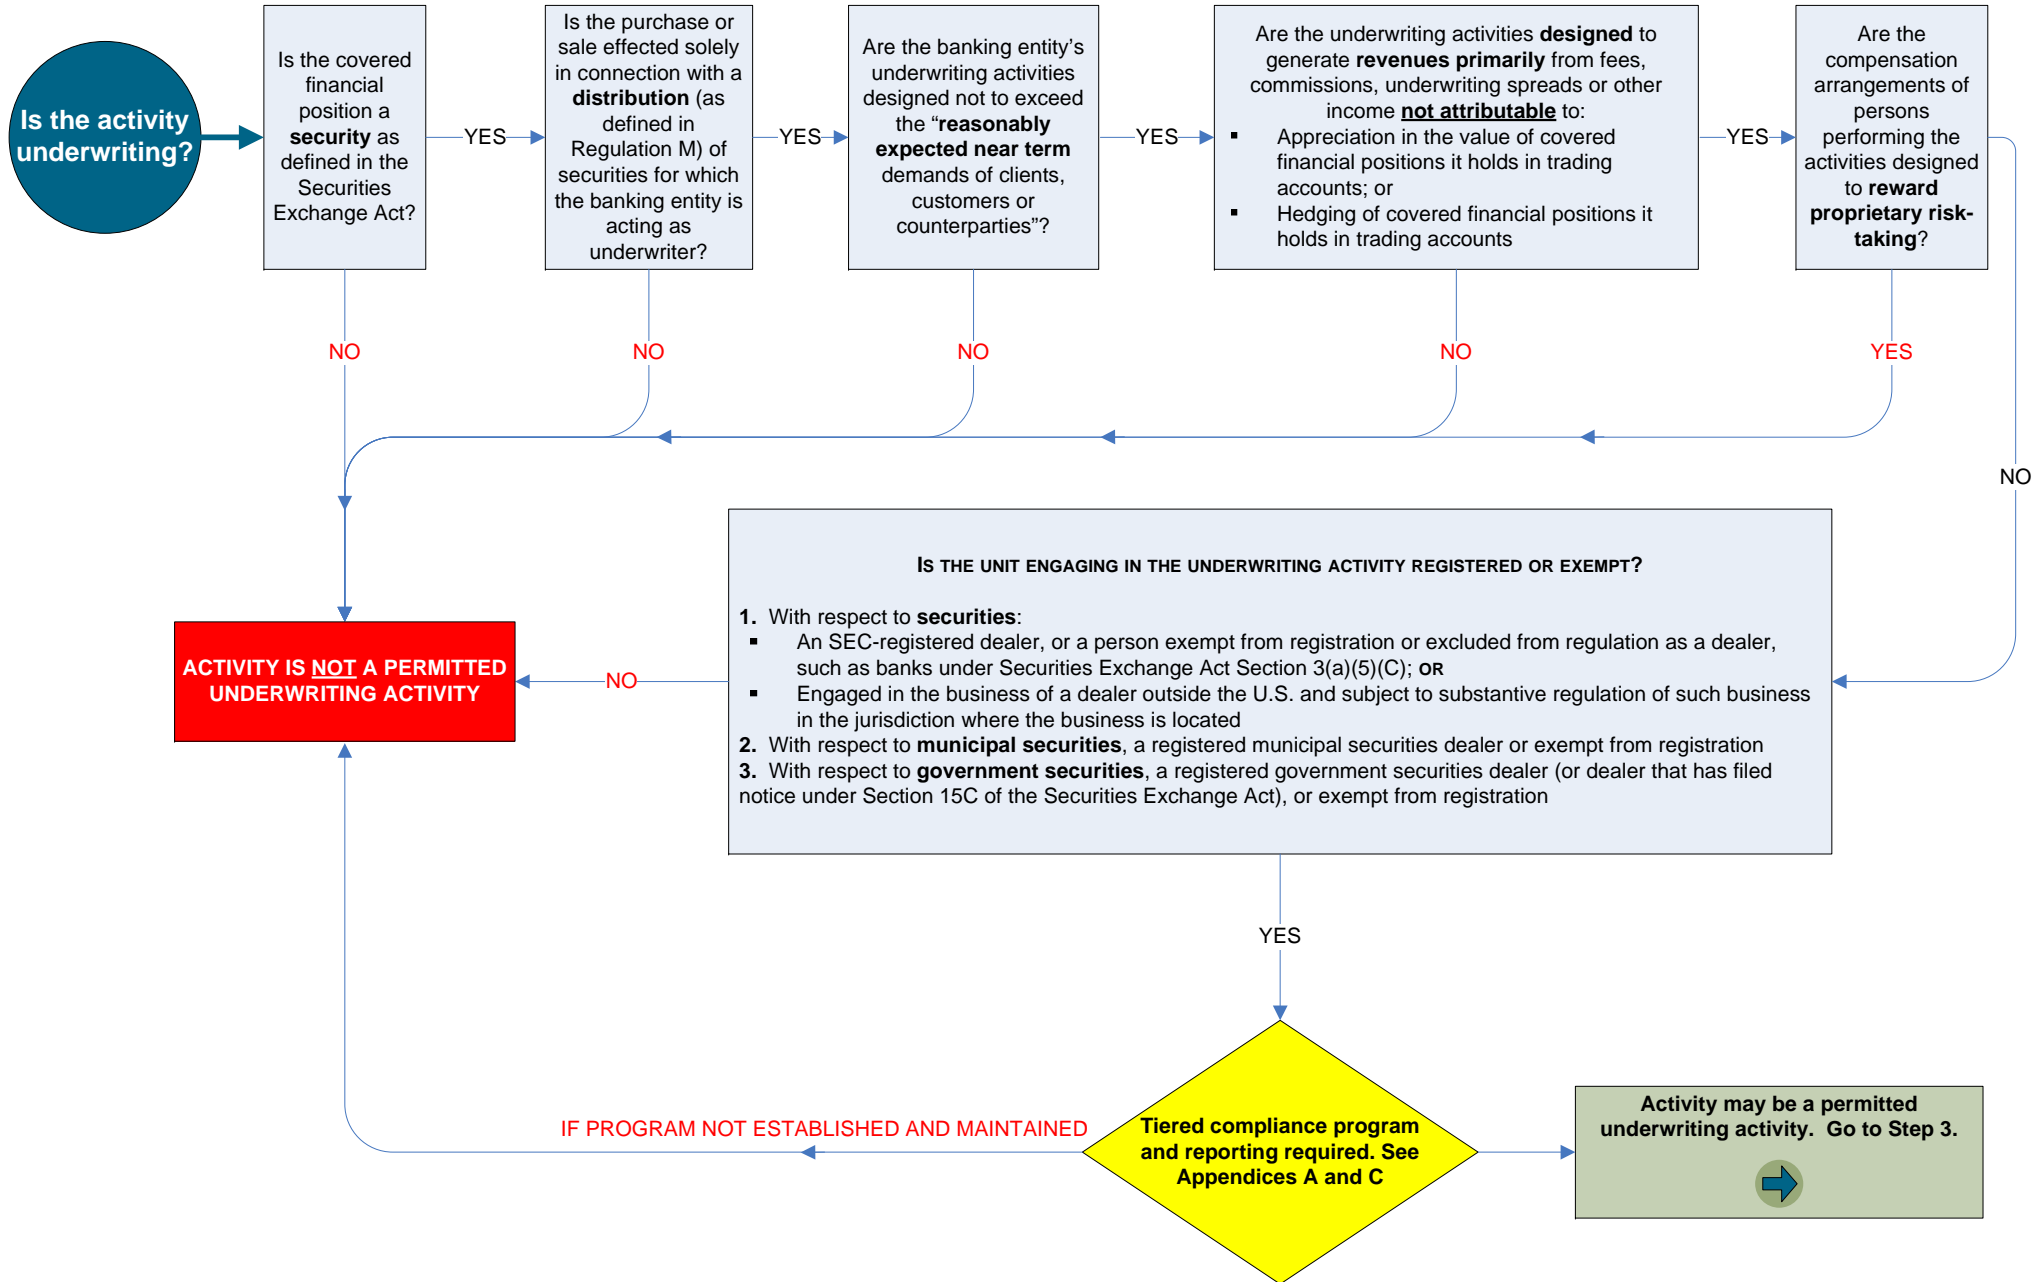 Is the activity
underwriting?
Is the covered
financial
position a
security as
defined in the
Securities
Exchange Act?
YES
Is the purchase or
sale effected solely
in connection with a
distribution (as
defined in
Regulation M) of
securities for which
the banking entity is
acting as
underwriter?
YES
Are the banking entity’s
underwriting activities
designed not to exceed
the “reasonably
expected near term
demands of clients,
customers or
counterparties”?
YES
Are the underwriting activities designed to
generate revenues primarily from fees,
commissions, underwriting spreads or other
income not attributable to:
▪ Appreciation in the value of covered
financial positions it holds in trading
accounts; or
▪ Hedging of covered financial positions it
holds in trading accounts
YES
Are the
compensation
arrangements of
persons
performing the
activities designed
to reward
proprietary risk-
taking?
NO
NO
NO
NO
YES
NO
IS THE UNIT ENGAGING IN THE UNDERWRITING ACTIVITY REGISTERED OR EXEMPT?
1. With respect to securities:
▪ An SEC-registered dealer, or a person exempt from registration or excluded from regulation as a dealer,
such as banks under Securities Exchange Act Section 3(a)(5)(C); OR
▪ Engaged in the business of a dealer outside the U.S. and subject to substantive regulation of such business
in the jurisdiction where the business is located
2. With respect to municipal securities, a registered municipal securities dealer or exempt from registration
3. With respect to government securities, a registered government securities dealer (or dealer that has filed
notice under Section 15C of the Securities Exchange Act), or exempt from registration
NO
ACTIVITY IS NOT A PERMITTED
UNDERWRITING ACTIVITY
YES
IF PROGRAM NOT ESTABLISHED AND MAINTAINED
Tiered compliance program
and reporting required. See
Appendices A and C
Activity may be a permitted
underwriting activity. Go to Step 3.